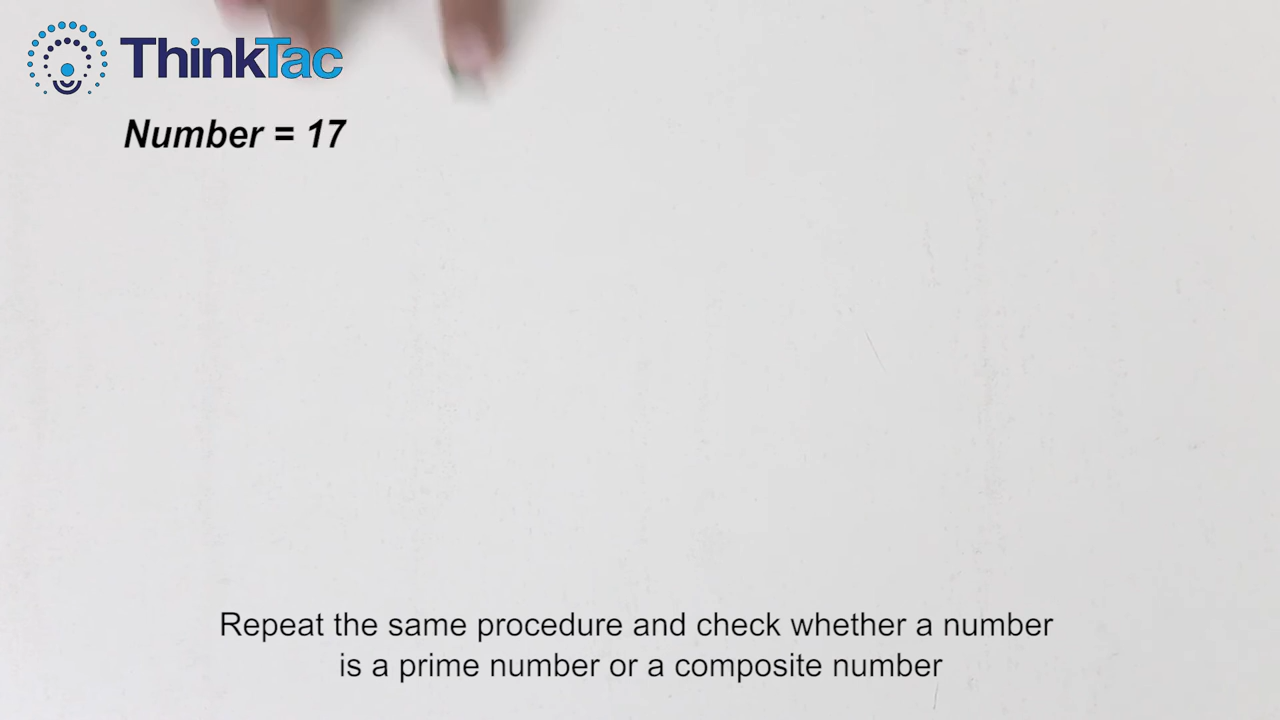 ThinkTac
Number = 17
Repeat the same procedure and check whether a number
is a prime number or a composite number